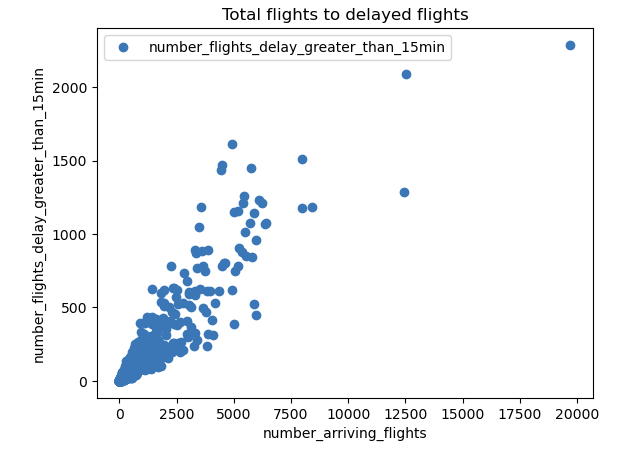 Total flights to delayed flights
number_flights_delay_greater_than_15min
number_flights_delay_greater_than_15min
2000
1500
1000
500
0
0 2500 5000 7500 10000 12500 15000 17500 20000
number_arriving_flights